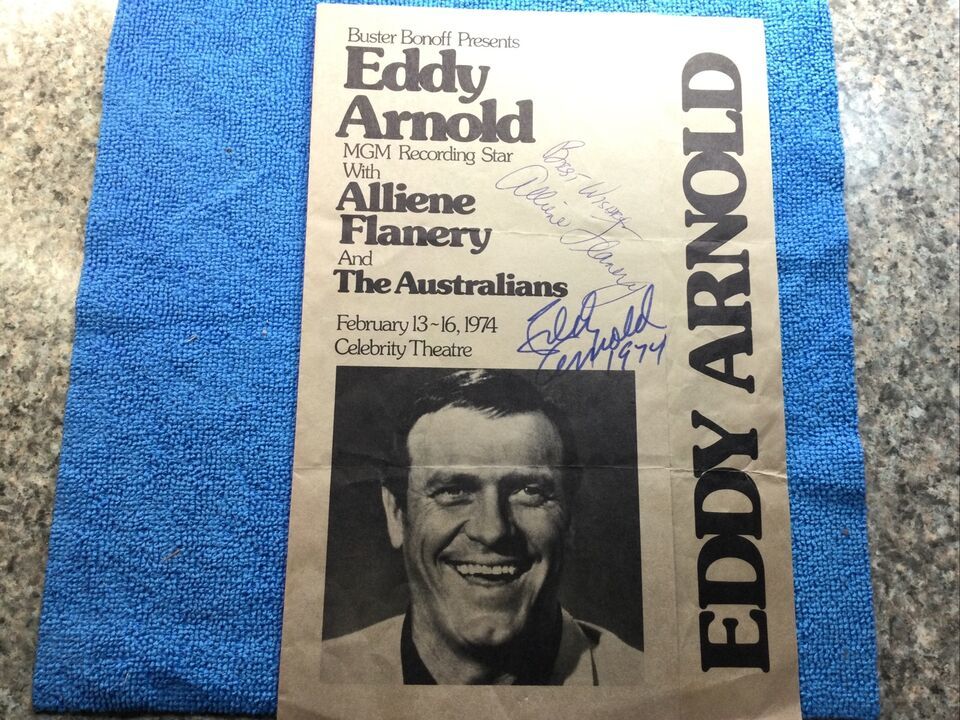 Buster Bonoff Presents
Eddy
Arnold
MGM Recording Star
With
Alliene
Flanery
And
The Australians
February 13~16, 1974
Celebrity Theatre
Best Wishes
Alliene Flanery
Eddy
Arnold 1974
EDDY ARNOLD